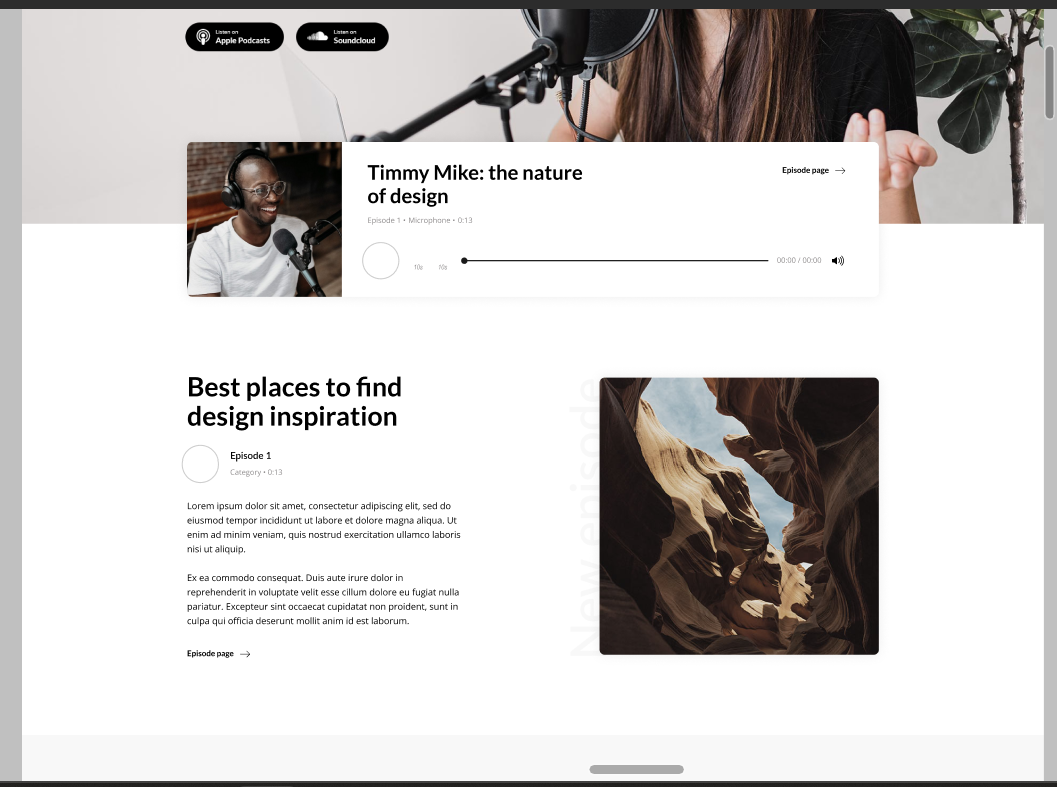 Listen on
Apple Podcasts
Listen on
Soundcloud
Timmy Mike: the nature
of design
Episode page
Episode 1 • Microphone • 0:13
10s
10s
00:00 / 00:00
Best places to find
design inspiration
Episode 1
Category • 0:13
Lorem ipsum dolor sit amet, consectetur adipiscing elit, sed do
eiusmod tempor incididunt ut labore et dolore magna aliqua. Ut
enim ad minim veniam, quis nostrud exercitation ullamco laboris
nisi ut aliquip.
Ex ea commodo consequat. Duis aute irure dolor in
reprehenderit in voluptate velit esse cillum dolore eu fugiat nulla
pariatur. Excepteur sint occaecat cupidatat non proident, sunt in
culpa qui officia deserunt mollit anim id est laborum.
Episode page
New episode